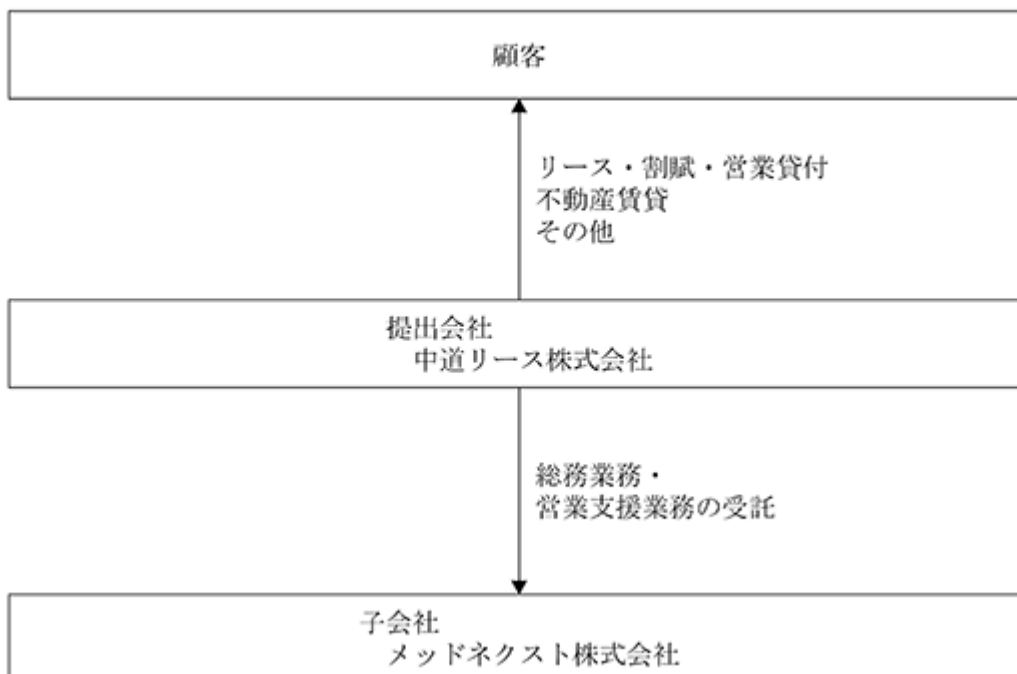 顧客
リース・割賦・営業貸付
不動産賃貸
その他
提出会社
中道リース株式会社
総務業務・
営業支援業務の受託
子会社
メッドネクスト株式会社